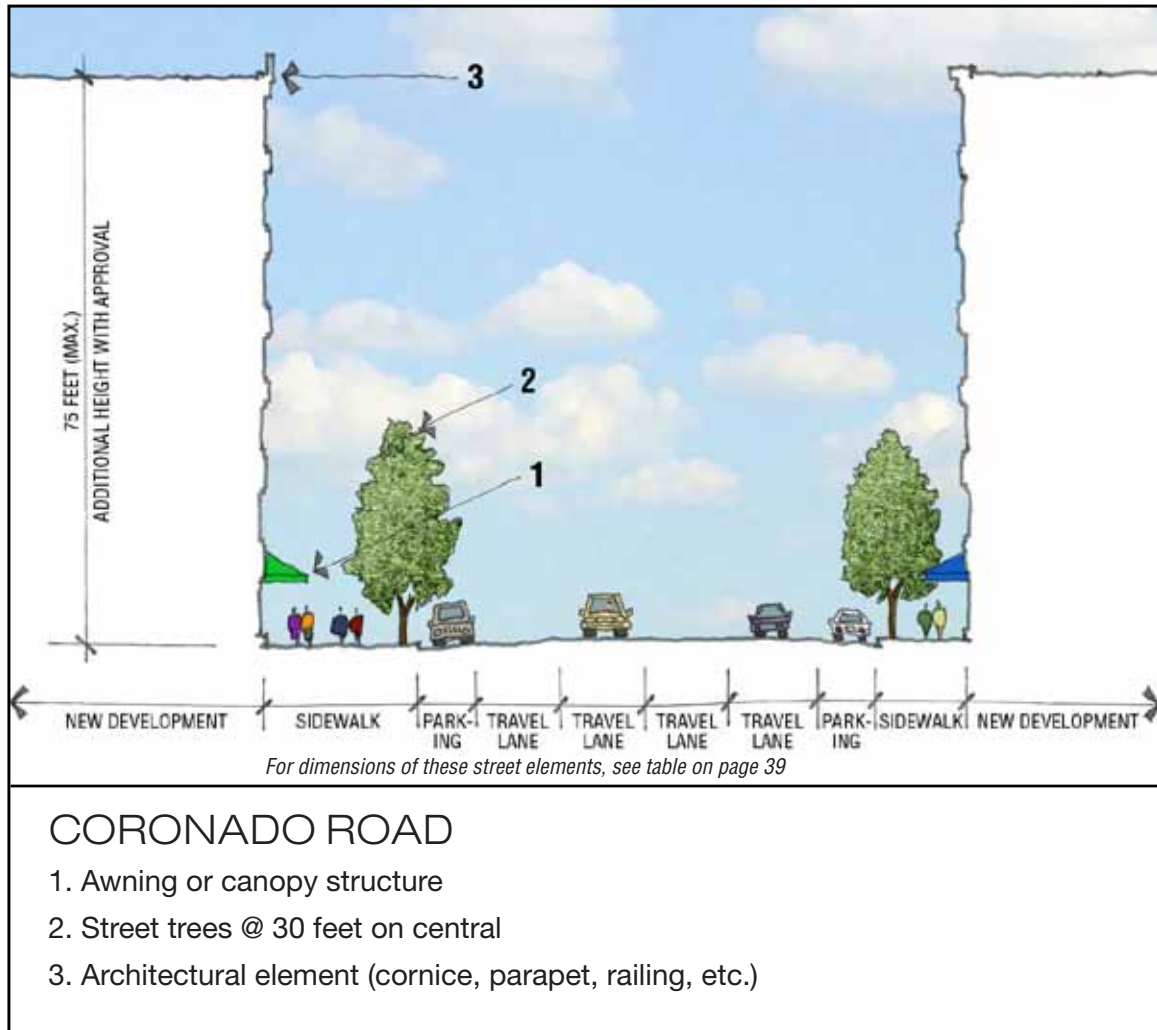 3
75 FEET (MAX.)
ADDITIONAL HEIGHT WITH APPROVAL
2
1
NEW DEVELOPMENT
SIDEWALK
PARK-
ING
TRAVEL
LANE
TRAVEL
LANE
TRAVEL
LANE
TRAVEL
LANE
PARK-
ING
SIDEWALK
NEW DEVELOPMENT
For dimensions of these street elements, see table on page 39
CORONADO ROAD
1. Awning or canopy structure
2. Street trees @ 30 feet on central
3. Architectural element (cornice, parapet, railing, etc.)